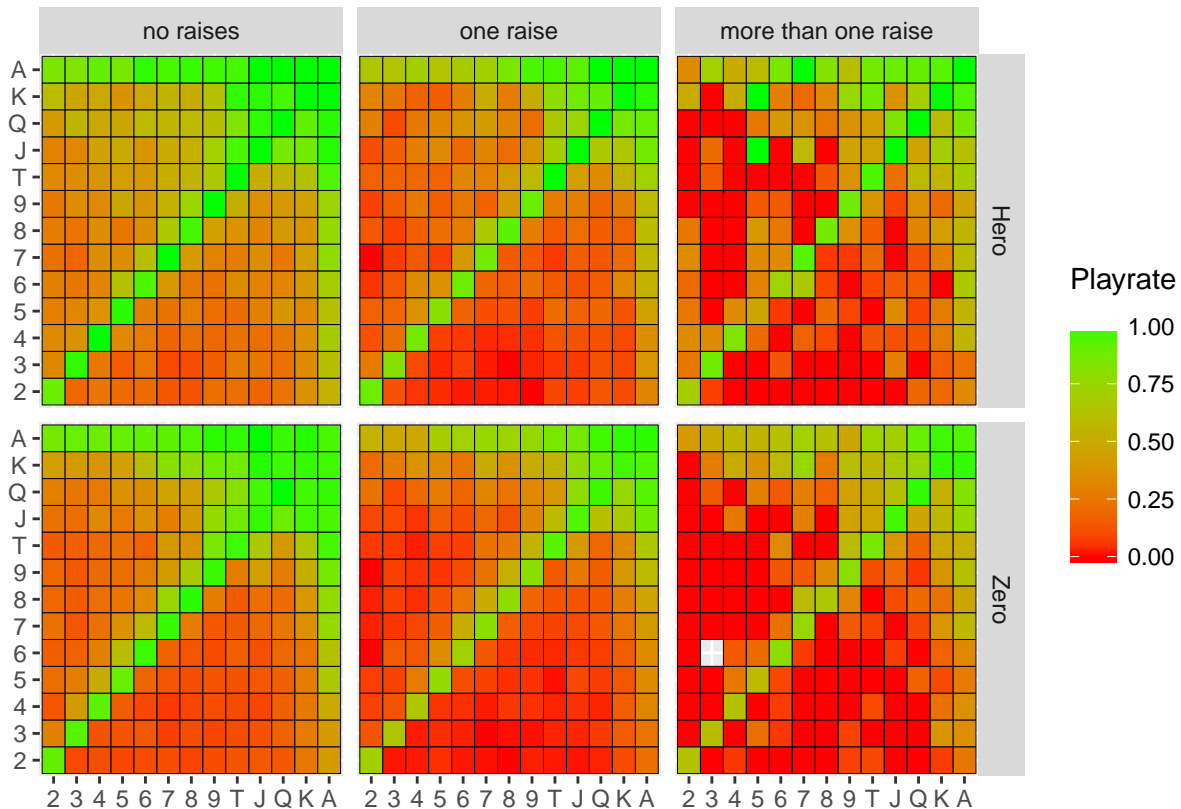 no raises
one raise
more than one raise
A
K
Q
J
T
9
8
7
6
5
4
3
2
Hero
A
K
Q
J
T
9
8
7
6
5
4
3
2
Zero
2 3 4 5 6 7 8 9 T J Q K A
2 3 4 5 6 7 8 9 T J Q K A
2 3 4 5 6 7 8 9 T J Q K A
Playrate
1.00
0.75
0.50
0.25
0.00